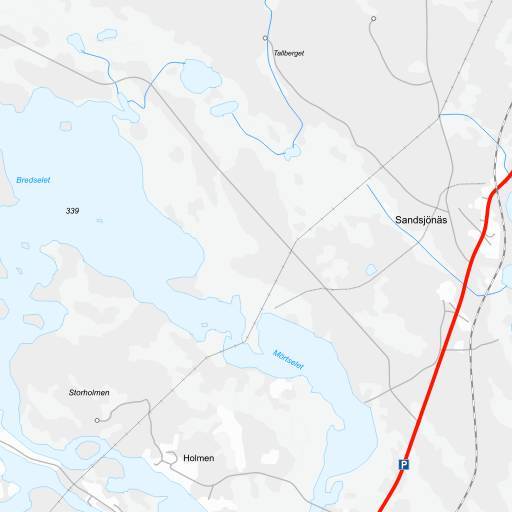 Tallberget
Bredselet
339
Sandsjönäs
Mörtselet
Storholmen
Holmen
P